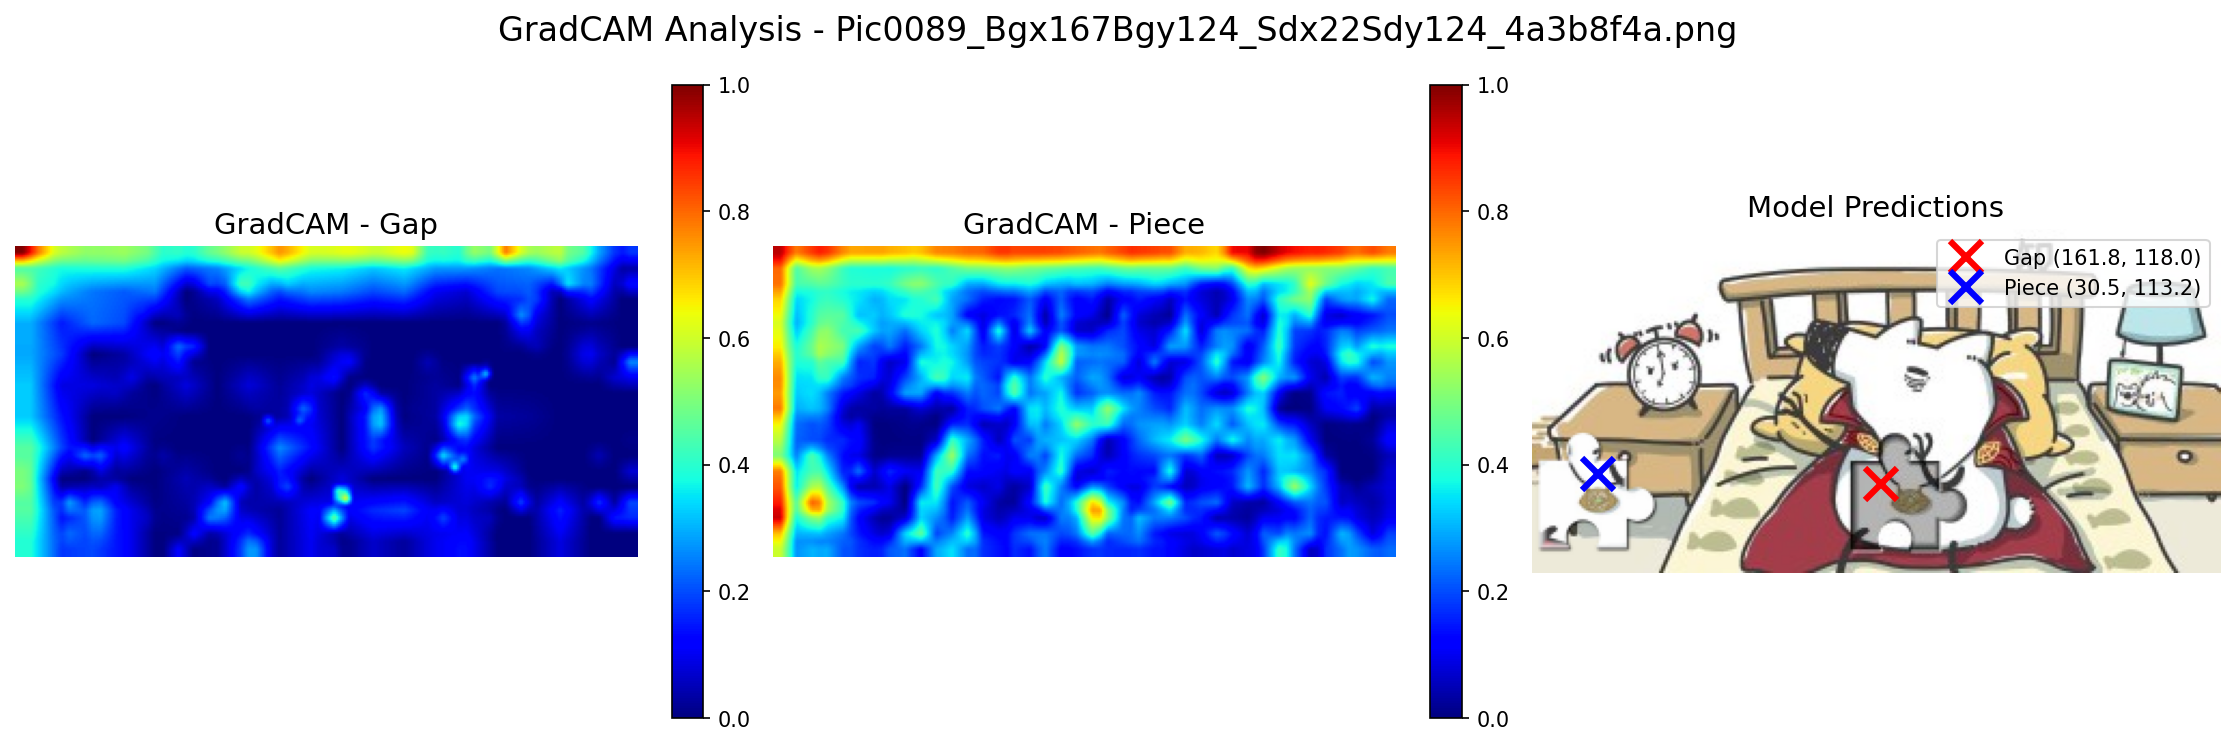 GradCAM Analysis - Pic0089_Bgx167Bgy124_Sdx22Sdy124_4a3b8f4a.png
GradCAM - Gap
1.0
0.8
0.6
0.4
0.2
0.0
GradCAM - Piece
1.0
0.8
0.6
0.4
0.2
0.0
Model Predictions
Gap (161.8, 118.0)
Piece (30.5, 113.2)